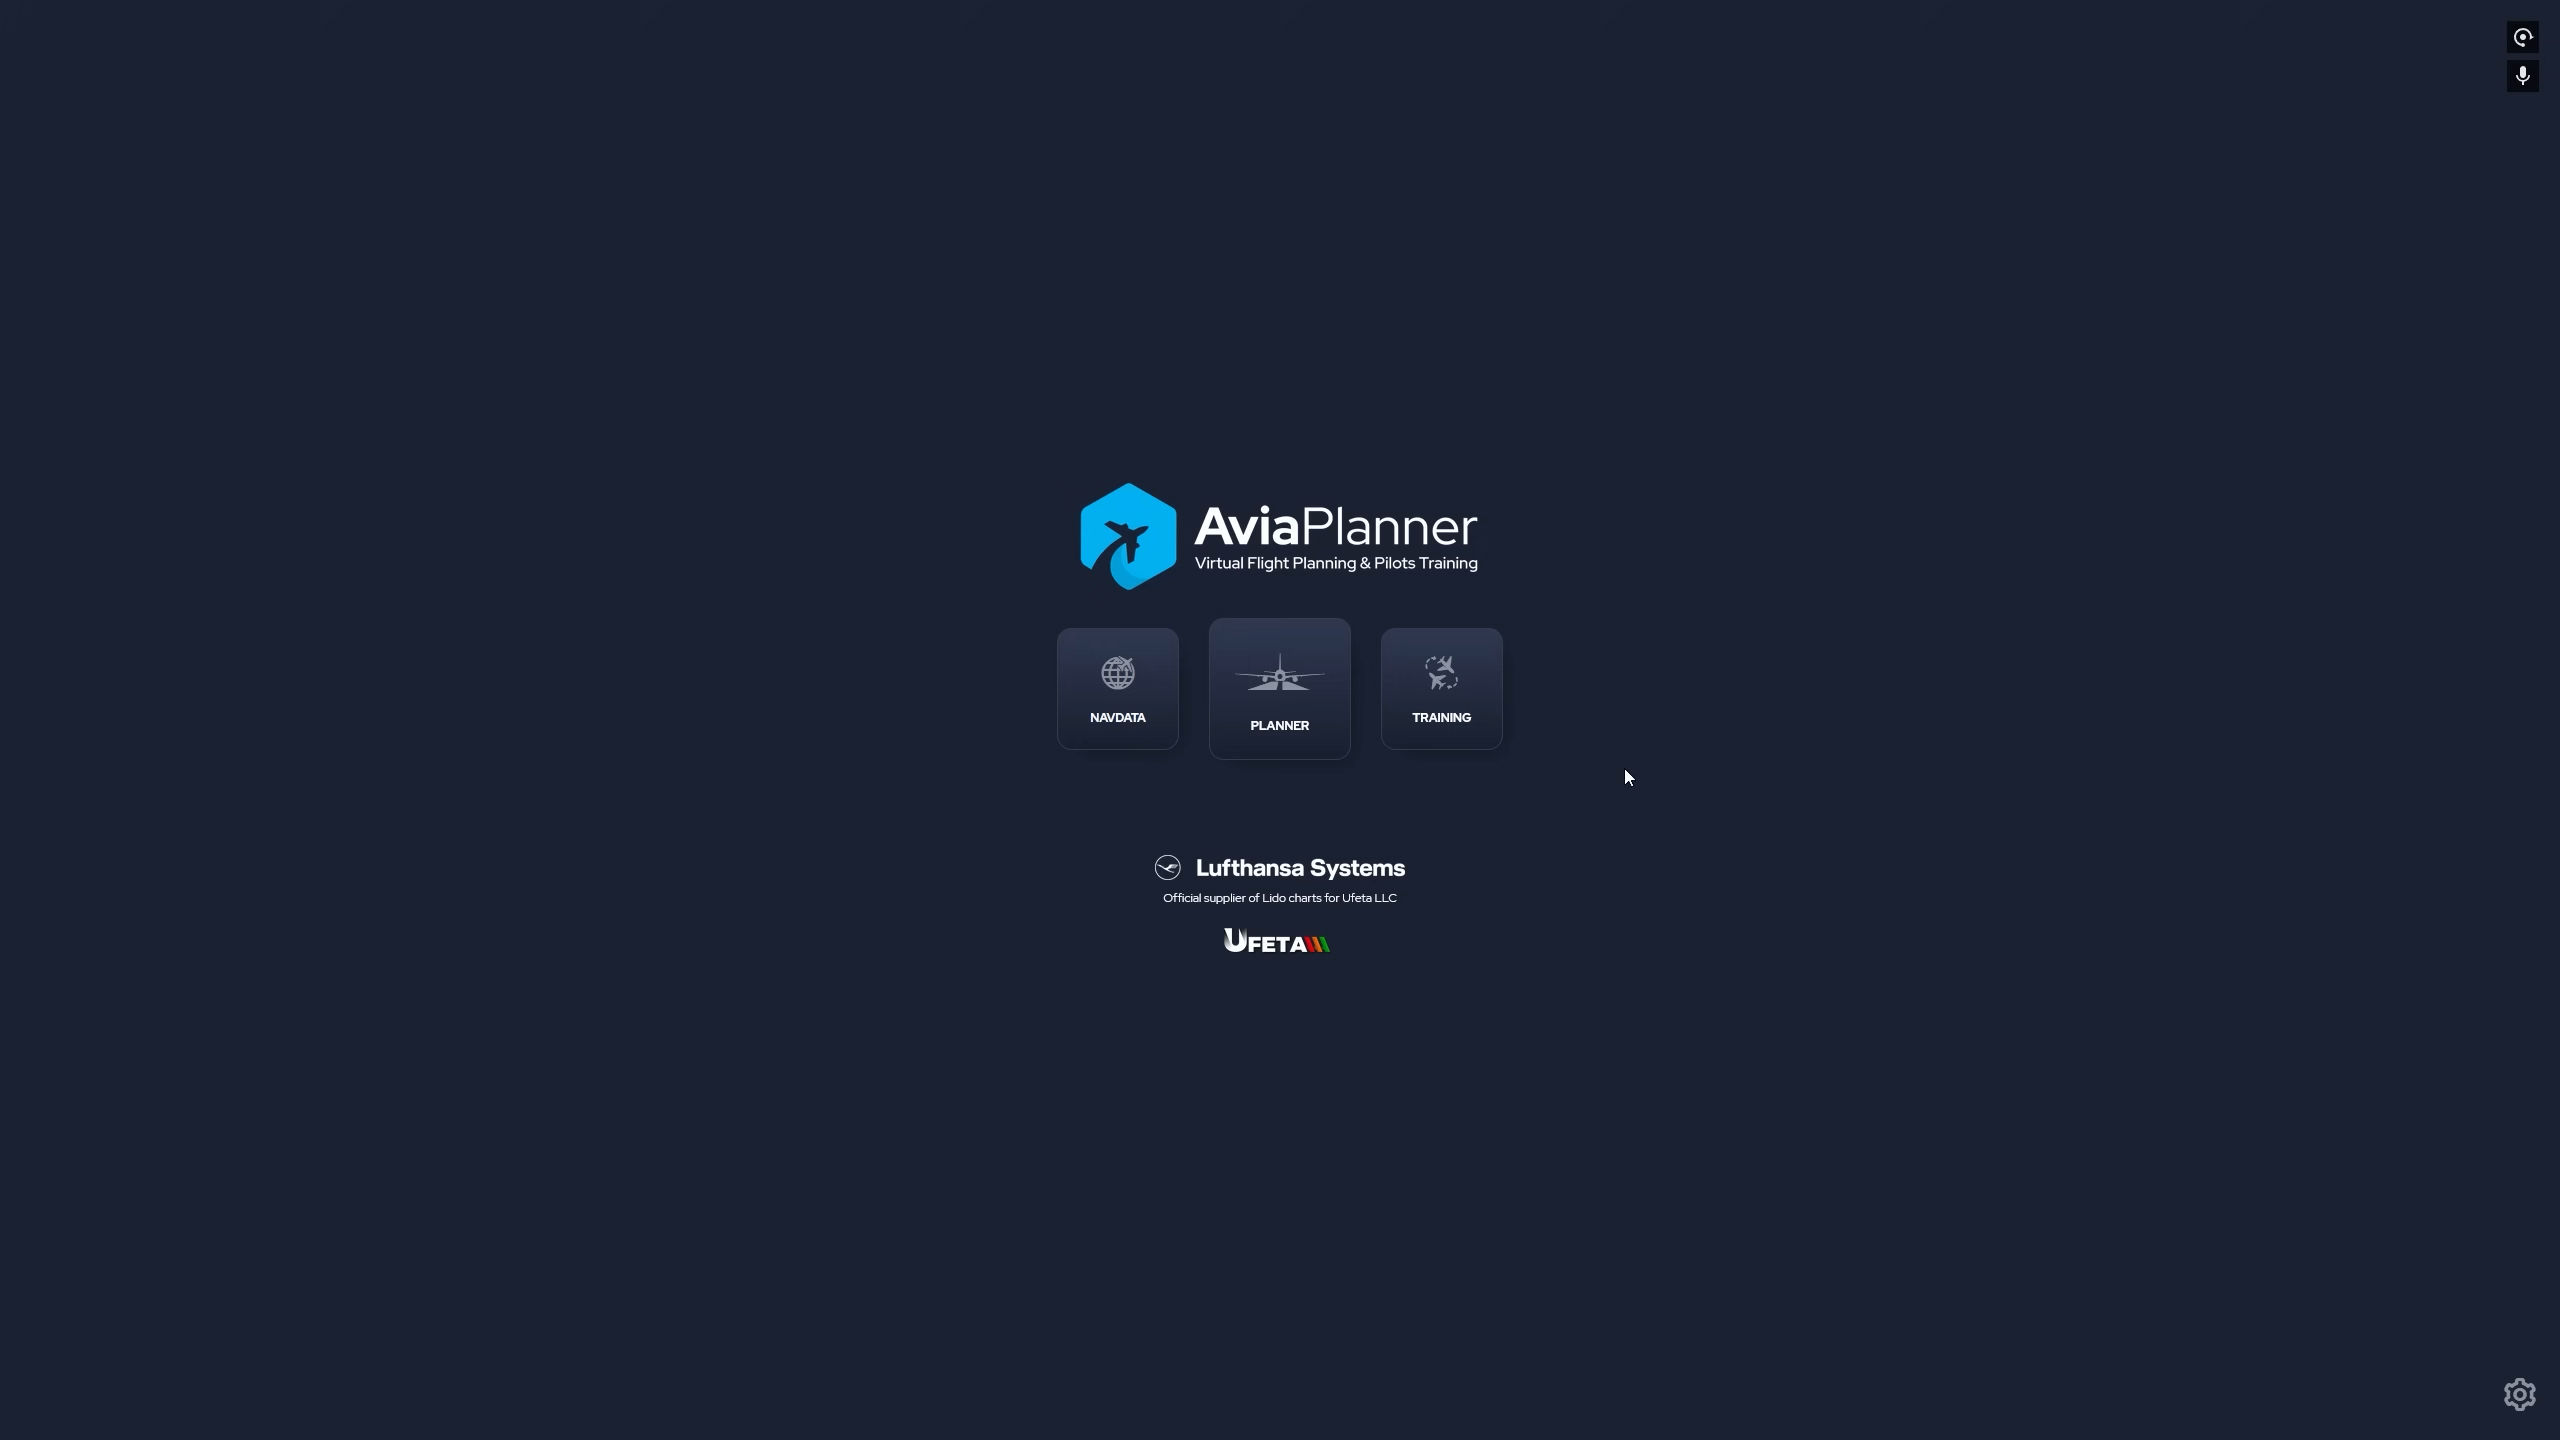 AviaPlanner
Virtual Flight Planning & Pilots Training
NAVDATA
PLANNER
TRAINING
Lufthansa Systems
Official supplier of Lido charts for Ufeta LLC
UFETA